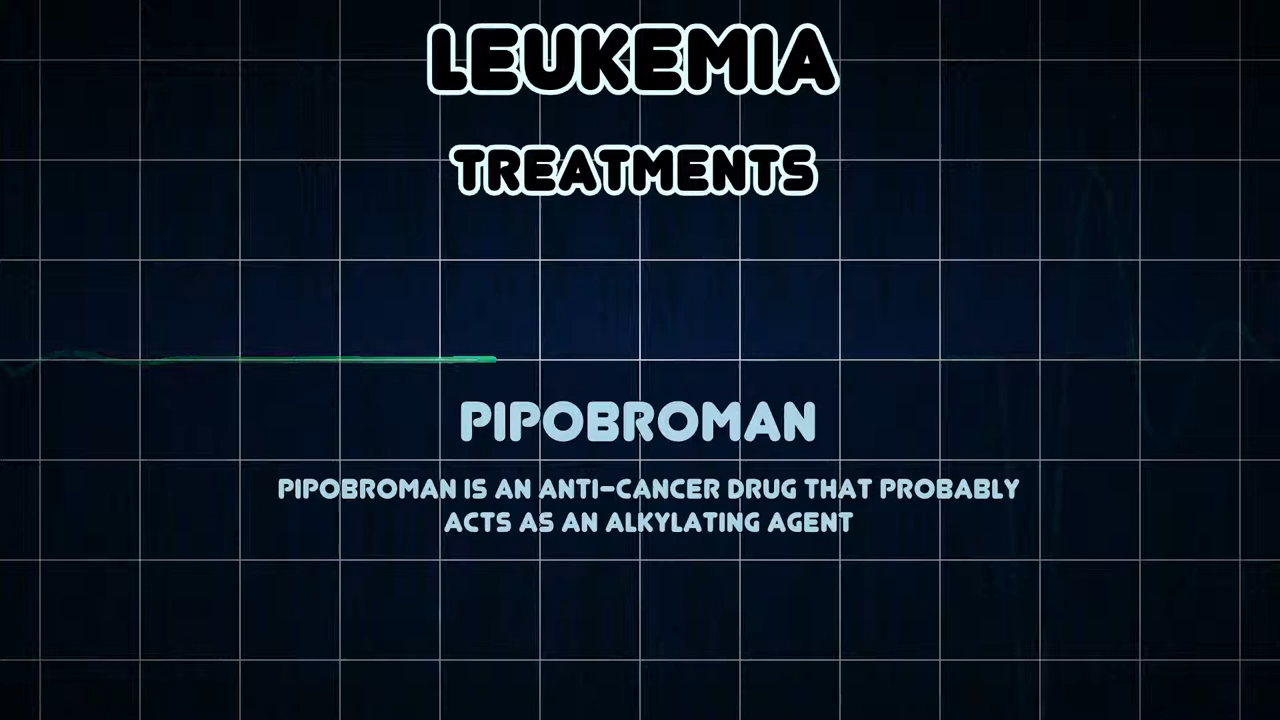 LEUKEMIA
TREATMENTS
PIPOBROMAN
PIPOBROMAN IS AN ANTI-CANCER DRUG THAT PROBABLY
ACTS AS AN ALKYLATING AGENT